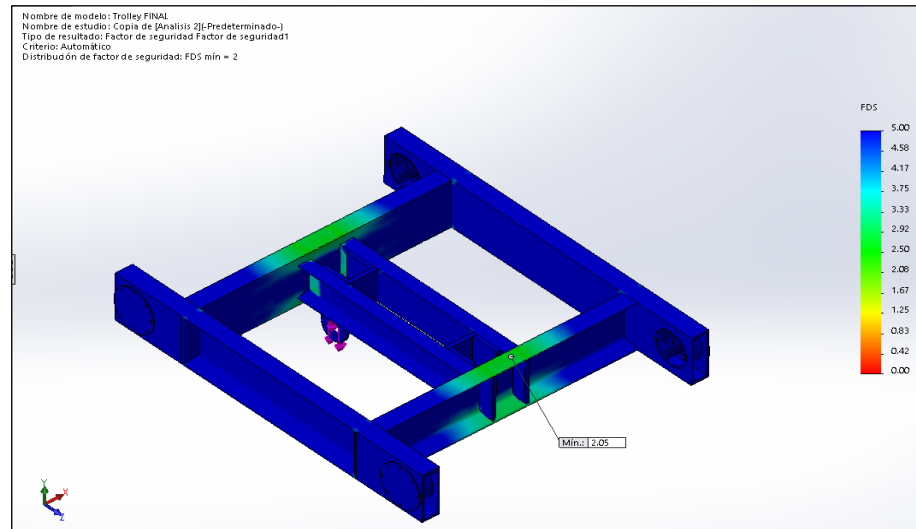 Nombre de modelo: Trolley FINAL
Nombre de estudio: Copia de [Analisis 2](-Predeterminado-)
Tipo de resultado: Factor de seguridad Factor de seguridad1
Criterio: Automático
Distribución de factor de seguridad: FDS mín = 2
FDS
5.00
4.58
4.17
3.75
3.33
2.92
2.50
2.08
1.67
1.25
0.83
0.42
0.00
Mín.: 2.05
Y
X
Z